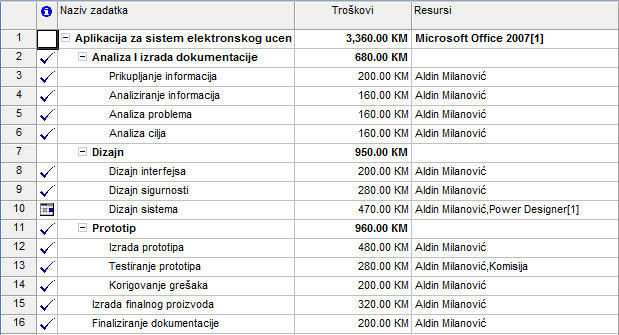 Naziv zadatka Troškovi Resursi
1 Aplikacija za sistem elektronskog ucen 3,360.00 KM Microsoft Office 2007[1]
2 Analiza I izrada dokumentacije 680.00 KM
3 Prikupljanje informacija 200.00 KM Aldin Milanović
4 Analiziranje informacija 160.00 KM Aldin Milanović
5 Analiza problema 160.00 KM Aldin Milanović
6 Analiza cilja 160.00 KM Aldin Milanović
7 Dizajn 950.00 KM
8 Dizajn interfejsa 200.00 KM Aldin Milanović
9 Dizajn sigurnosti 280.00 KM Aldin Milanović
10 Dizajn sistema 470.00 KM Aldin Milanović,Power Designer[1]
11 Prototip 960.00 KM
12 Izrada prototipa 480.00 KM Aldin Milanović
13 Testiranje prototipa 280.00 KM Aldin Milanović,Komisija
14 Korigovanje grešaka 200.00 KM Aldin Milanović
15 Izrada finalnog proizvoda 320.00 KM Aldin Milanović
16 Finaliziranje dokumentacije 200.00 KM Aldin Milanović